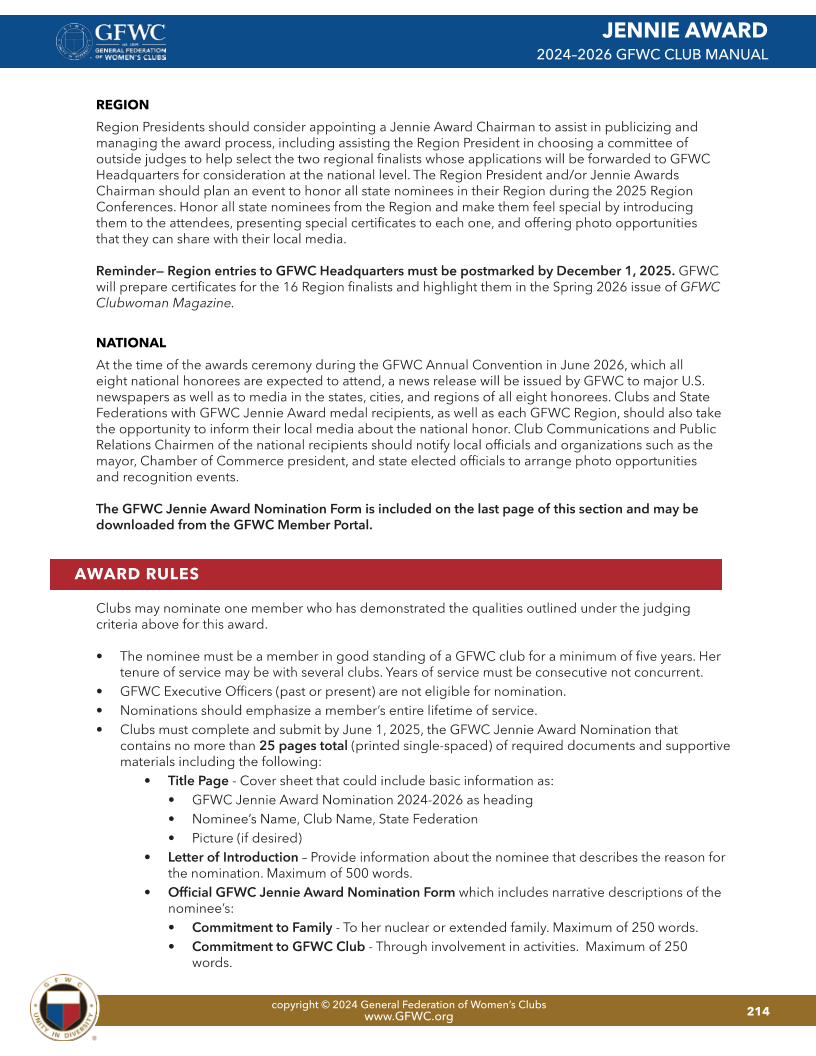 GFWC
EST. 1890
GENERAL FEDERATION
OF WOMEN'S CLUBS
JENNIE AWARD
2024–2026 GFWC CLUB MANUAL
REGION
Region Presidents should consider appointing a Jennie Award Chairman to assist in publicizing and
managing the award process, including assisting the Region President in choosing a committee of
outside judges to help select the two regional finalists whose applications will be forwarded to GFWC
Headquarters for consideration at the national level. The Region President and/or Jennie Awards
Chairman should plan an event to honor all state nominees in their Region during the 2025 Region
Conferences. Honor all state nominees from the Region and make them feel special by introducing
them to the attendees, presenting special certificates to each one, and offering photo opportunities
that they can share with their local media.
Reminder— Region entries to GFWC Headquarters must be postmarked by December 1, 2025. GFWC
will prepare certificates for the 16 Region finalists and highlight them in the Spring 2026 issue of GFWC
Clubwoman Magazine.
NATIONAL
At the time of the awards ceremony during the GFWC Annual Convention in June 2026, which all
eight national honorees are expected to attend, a news release will be issued by GFWC to major U.S.
newspapers as well as to media in the states, cities, and regions of all eight honorees. Clubs and State
Federations with GFWC Jennie Award medal recipients, as well as each GFWC Region, should also take
the opportunity to inform their local media about the national honor. Club Communications and Public
Relations Chairmen of the national recipients should notify local officials and organizations such as the
mayor, Chamber of Commerce president, and state elected officials to arrange photo opportunities
and recognition events.
The GFWC Jennie Award Nomination Form is included on the last page of this section and may be
downloaded from the GFWC Member Portal.
AWARD RULES
Clubs may nominate one member who has demonstrated the qualities outlined under the judging
criteria above for this award.
• The nominee must be a member in good standing of a GFWC club for a minimum of five years. Her
tenure of service may be with several clubs. Years of service must be consecutive not concurrent.
• GFWC Executive Officers (past or present) are not eligible for nomination.
• Nominations should emphasize a member's entire lifetime of service.
• Clubs must complete and submit by June 1, 2025, the GFWC Jennie Award Nomination that
contains no more than 25 pages total (printed single-spaced) of required documents and supportive
materials including the following:
• Title Page - Cover sheet that could include basic information as:
• GFWC Jennie Award Nomination 2024-2026 as heading
• Nominee's Name, Club Name, State Federation
• Picture (if desired)
• Letter of Introduction – Provide information about the nominee that describes the reason for
the nomination. Maximum of 500 words.
• Official GFWC Jennie Award Nomination Form which includes narrative descriptions of the
nominee's:
• Commitment to Family - To her nuclear or extended family. Maximum of 250 words.
• Commitment to GFWC Club - Through involvement in activities.  Maximum of 250
words.
GFWC
UNITY IN DIVERSITY
®
copyright © 2024 General Federation of Women's Clubs
www.GFWC.org
214